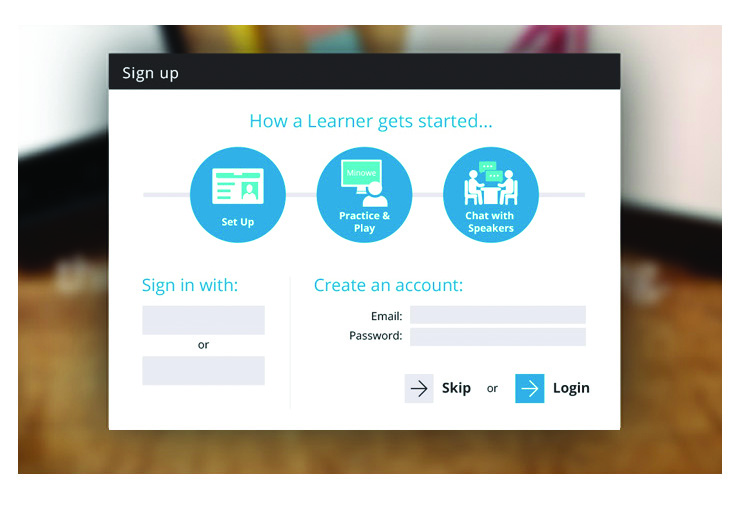 Sign up
How a Learner gets started...
Set Up
Minowe
Practice &
Play
Chat with
Speakers
Sign in with:
or
Create an account:
Email:
Password:
Skip or Login